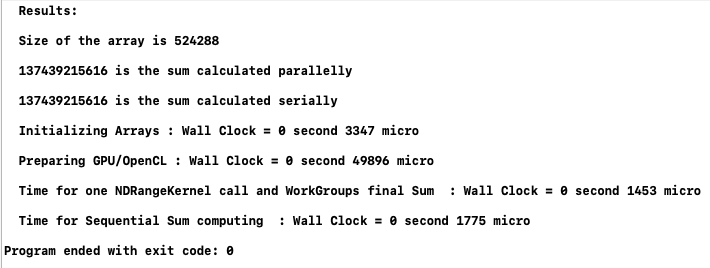 Results:
Size of the array is 524288
137439215616 is the sum calculated parallelly
137439215616 is the sum calculated serially
Initializing Arrays : Wall Clock = 0 second 3347 micro
Preparing GPU/OpenCL : Wall Clock = 0 second 49896 micro
Time for one NDRangeKernel call and WorkGroups final Sum  : Wall Clock = 0 second 1453 micro
Time for Sequential Sum computing  : Wall Clock = 0 second 1775 micro
Program ended with exit code: 0